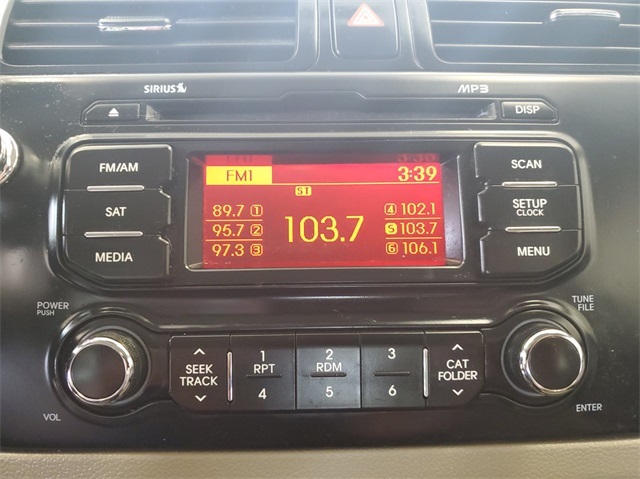 SIRIUS
MP3
DISP
FM/AM
SAT
MEDIA
FM1
3:39
ST
89.7 1
95.7 2
97.3 3
103.7
4 102.1
5 103.7
6 106.1
SCAN
SETUP
CLOCK
MENU
POWER
PUSH
VOL
SEEK
TRACK
1
RPT
4
2
RDM
5
3
6
CAT
FOLDER
TUNE
FILE
ENTER